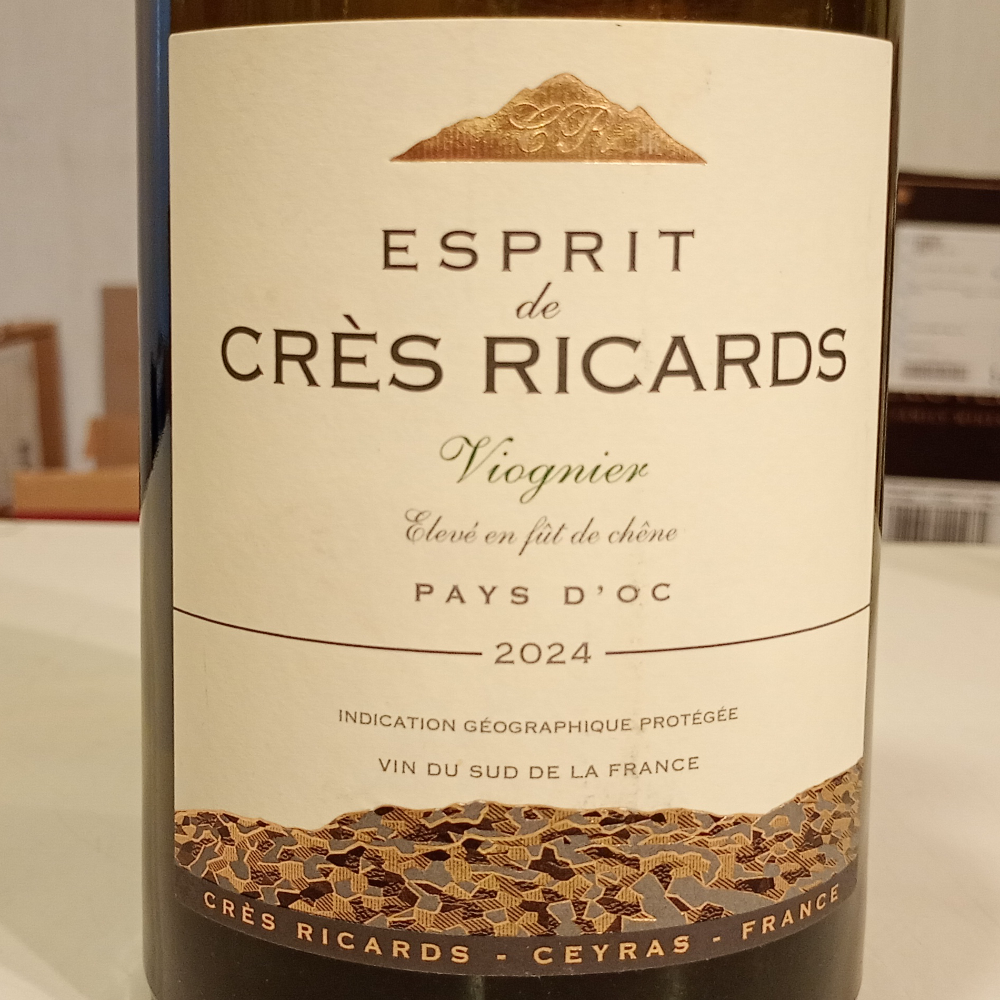 CR
ESPRIT
de
CRÈS RICARDS
Viognier
Elevé en fût de chêne
PAYS D'OC
2024
INDICATION GÉOGRAPHIQUE PROTÉGÉE
VIN DU SUD DE LA FRANCE
CRÈS RICARDS - CEYRAS - FRANCE